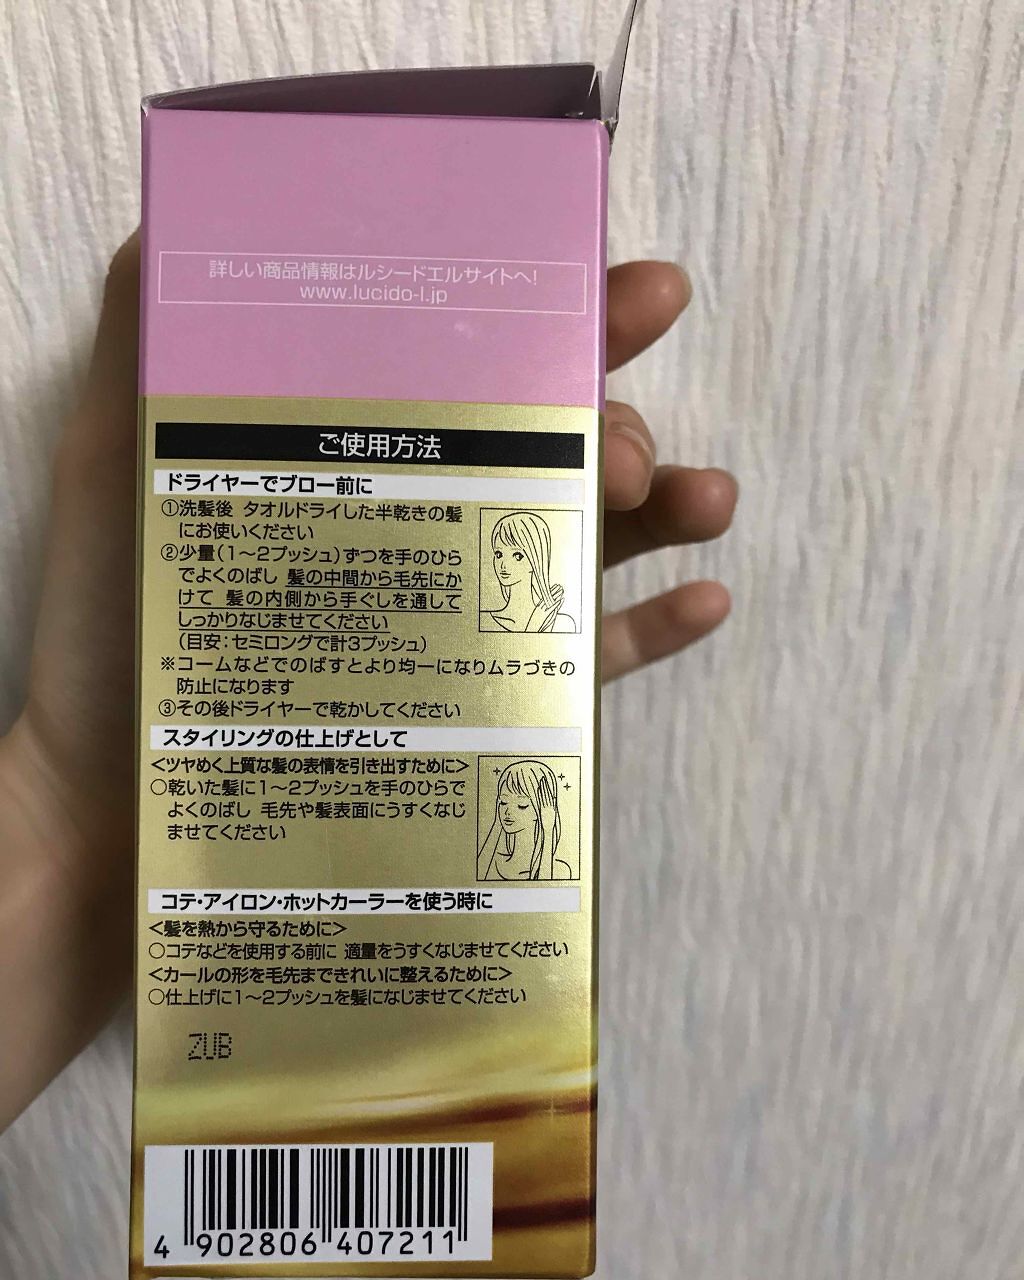 詳しい商品情報はルシードエルサイトへ!
www.lucido-l.jp
ご使用方法
ドライヤーでブロー前に
①洗髪後 タオルドライした半乾きの髪
にお使いください
②少量(1〜2プッシュ)ずつを手のひら
でよくのばし 髪の中間から毛先にか
けて 髪の内側から手ぐしを通して
しっかりなじませてください
(目安:セミロングで計3プッシュ)
※コームなどでのばすとより均一になりムラづきの
防止になります
③その後ドライヤーで乾かしてください
スタイリングの仕上げとして
<ツヤめく上質な髪の表情を引き出すために>
○乾いた髪に1〜2プッシュを手のひらで
よくのばし 毛先や髪表面にうすくなじ
ませてください
コテ・アイロン・ホットカーラーを使う時に
<髪を熱から守るために>
○コテなどを使用する前に 適量をうすくなじませてください
<カールの形を毛先まできれいに整えるために>
○仕上げに1〜2プッシュを髪になじませてください
ZUB
4 902806 407211